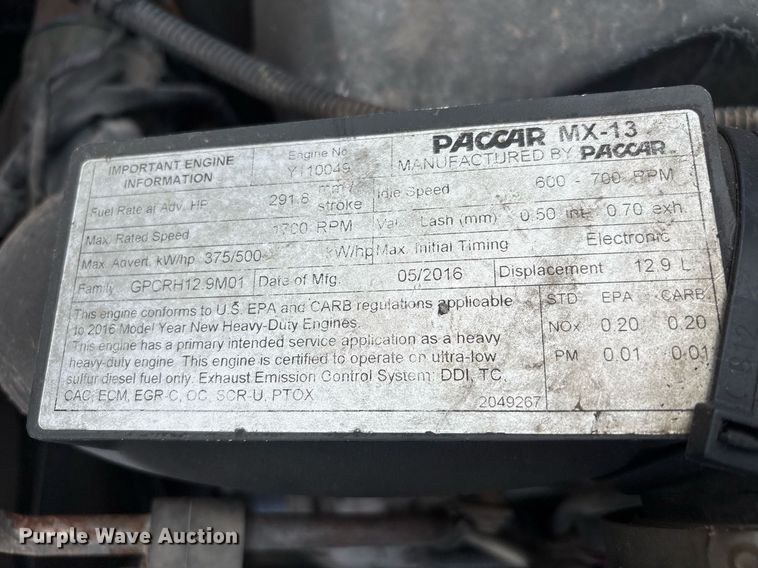 IMPORTANT ENGINE INFORMATION
Engine No.
Y110049
PACCAR MX-13
MANUFACTURED BY PACCAR
Fuel Rate at Adv. HP 291.6 stroke
Idle Speed 600 - 700 RPM
Max. Rated Speed 1700 RPM
Lash (mm) 0.50 int. 0.70 exh.
Max. Advert. kW/hp 375/500 kW/hp
Max. Initial Timing Electronic
Family GPCRH12.9M01
Date of Mfg. 05/2016
Displacement 12.9 L
This engine conforms to U.S. EPA and CARB regulations applicable
to 2016 Model Year New Heavy-Duty Engines.
This engine has a primary intended service application as a heavy
heavy-duty engine. This engine is certified to operate on ultra-low
sulfur diesel fuel only. Exhaust Emission Control System: DDI, TC,
CAC, ECM, EGR-C, OC, SCR-U, PTOX
2049267
STD EPA CARB
NOx 0.20 0.20
PM 0.01 0.01
Purple Wave Auction